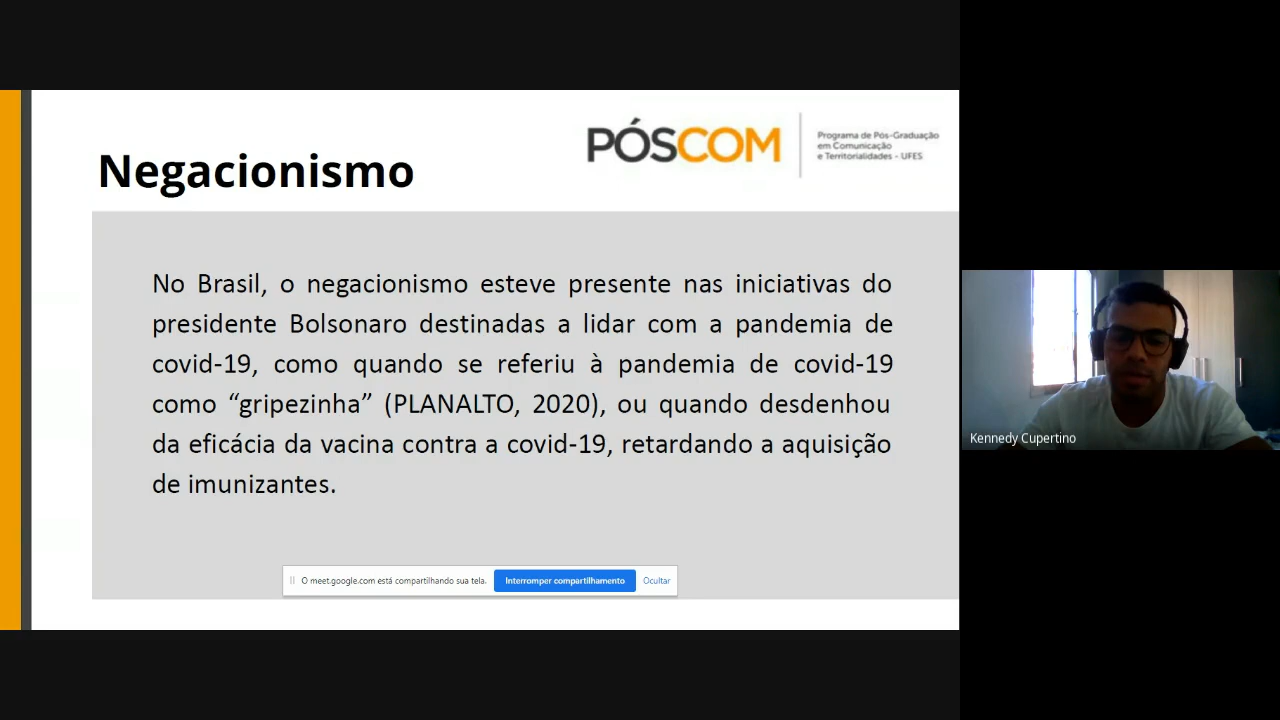 PÓSCOM
Programa de Pós-Graduação
em Comunicação
e Territorialidades - UFES
Negacionismo
No Brasil, o negacionismo esteve presente nas iniciativas do
presidente Bolsonaro destinadas a lidar com a pandemia de
covid-19, como quando se referiu à pandemia de covid-19
como “gripezinha” (PLANALTO, 2020), ou quando desdenhou
da eficácia da vacina contra a covid-19, retardando a aquisição
de imunizantes.
O meet.google.com está compartilhando sua tela. Interromper compartilhamento Ocultar
Kennedy Cupertino